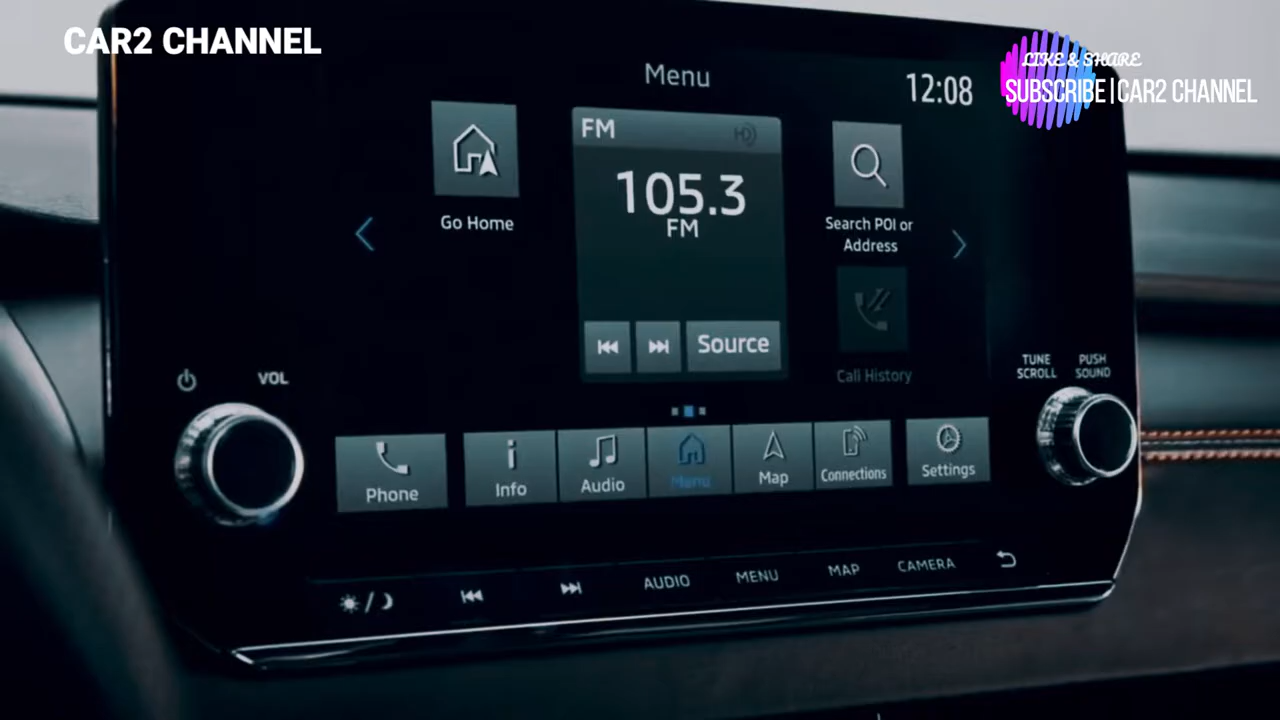 CAR2 CHANNEL
LIKE & SHARE
SUBSCRIBE | CAR2 CHANNEL
Menu
12:08
FM
105.3
FM
Go Home
Search POI or
Address
Source
Call History
VOL
TUNE
SCROLL
PUSH
SOUND
Phone
Info
Audio
Menu
Map
Connections
Settings
AUDIO
MENU
MAP
CAMERA